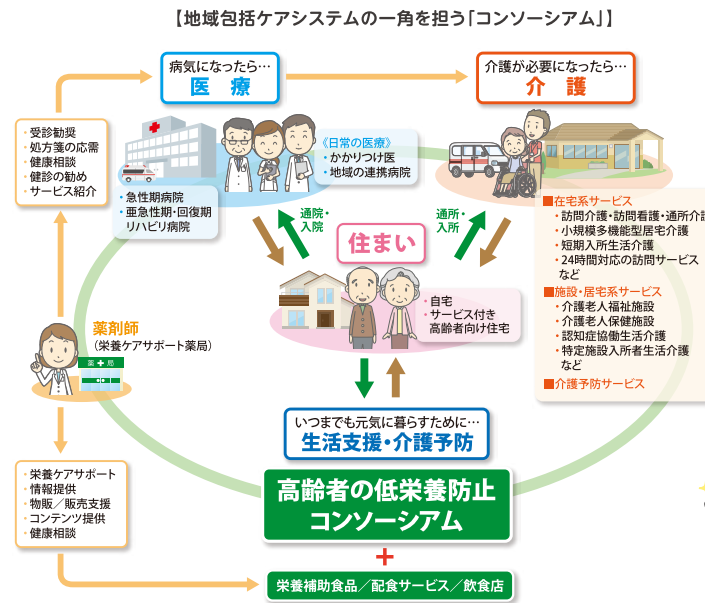 【地域包括ケアシステムの一角を担う「コンソーシアム」】
病気になったら…
医 療
介護が必要になったら…
介 護
・受診勧奨
・処方箋の応需
・健康相談
・健診の勧め
・サービス紹介
《日常の医療》
・かかりつけ医
・地域の連携病院
・急性期病院
・亜急性期・回復期
リハビリ病院
通院・
入院
通所・
入所
住まい
・自宅
・サービス付き
高齢者向け住宅
■在宅系サービス
・訪問介護・訪問看護・通所介護
・小規模多機能型居宅介護
・短期入所生活介護
・24時間対応の訪問サービス
など
■施設・居宅系サービス
・介護老人福祉施設
・介護老人保健施設
・認知症協働生活介護
・特定施設入所者生活介護
など
■介護予防サービス
薬剤師
（栄養ケアサポート薬局）
薬 局
いつまでも元気に暮らすために…
生活支援・介護予防
・栄養ケアサポート
・情報提供
・物販／販売支援
・コンテンツ提供
・健康相談
高齢者の低栄養防止
コンソーシアム
+
栄養補助食品／配食サービス／飲食店